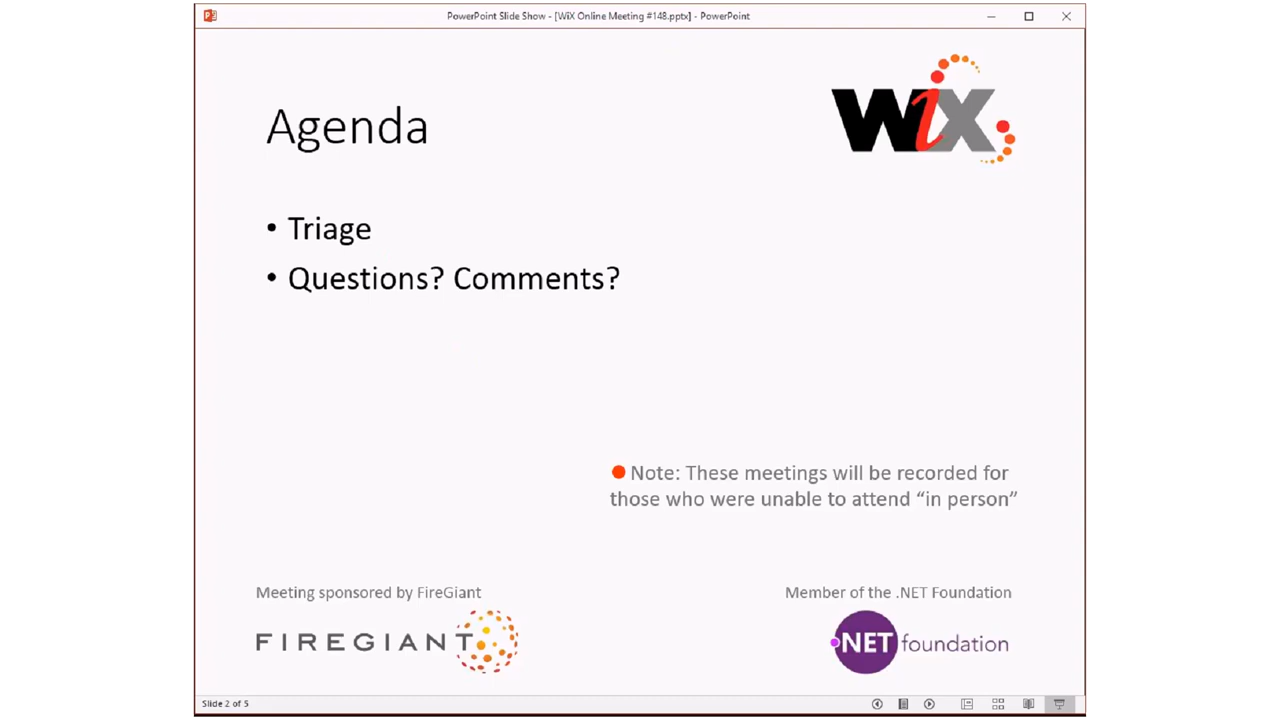 PowerPoint Slide Show - [WiX Online Meeting #148.pptx] - PowerPoint
WiX
Agenda
• Triage
• Questions? Comments?
Note: These meetings will be recorded for
those who were unable to attend “in person”
Meeting sponsored by FireGiant
Member of the .NET Foundation
FIREGIANT
.NET foundation
Slide 2 of 5